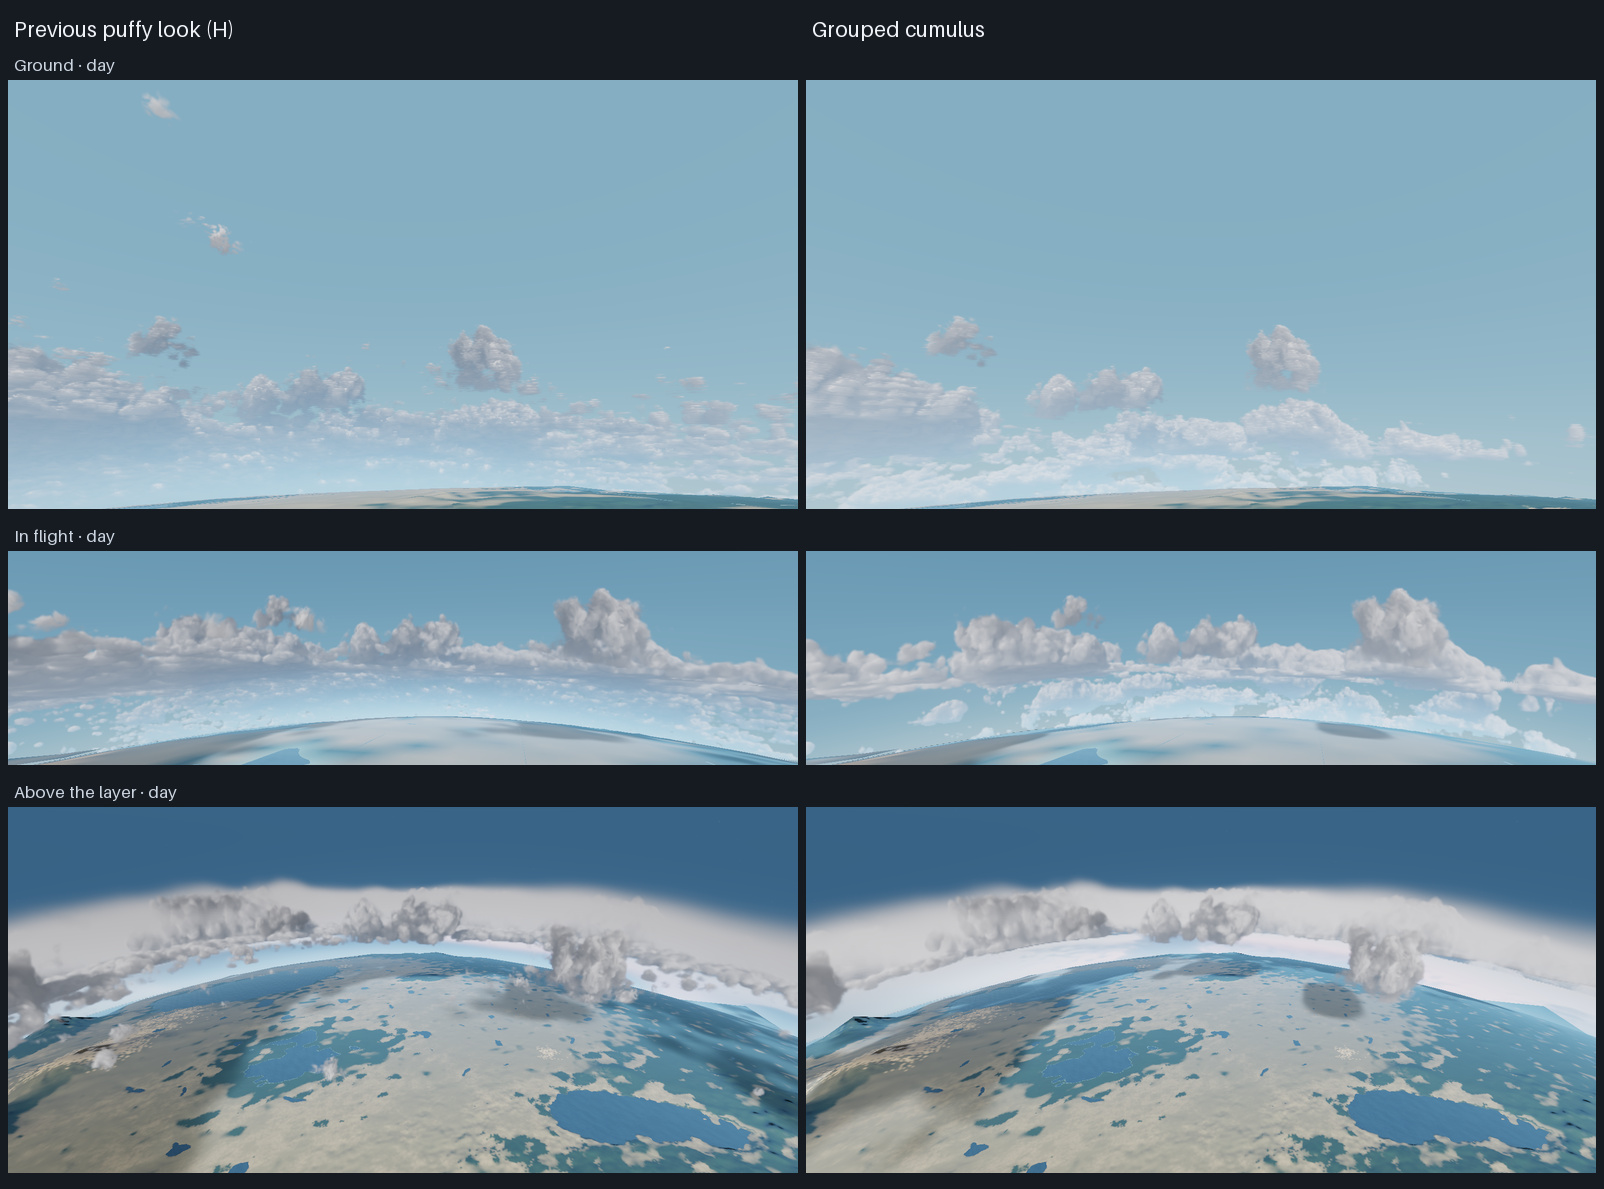 Previous puffy look (H)
Grouped cumulus
Ground · day
In flight · day
Above the layer · day